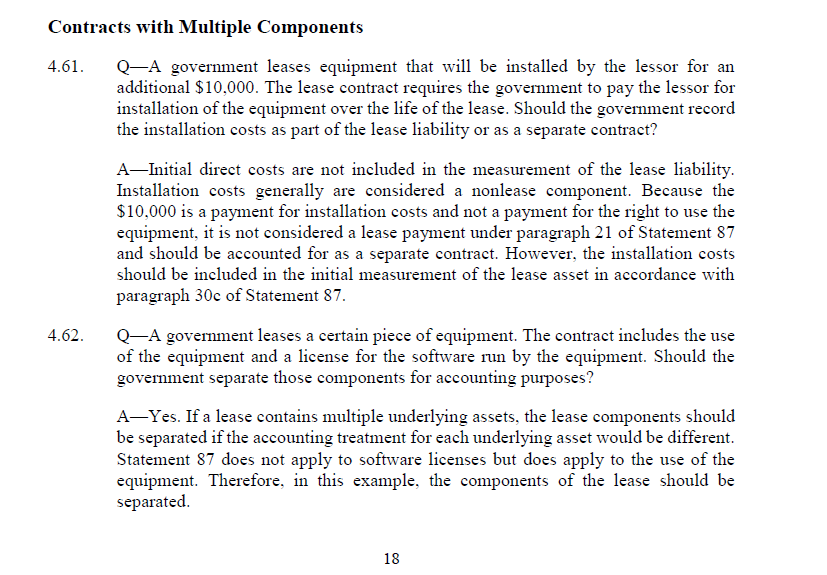 Contracts with Multiple Components
4.61. Q—A government leases equipment that will be installed by the lessor for an
additional $10,000. The lease contract requires the government to pay the lessor for
installation of the equipment over the life of the lease. Should the government record
the installation costs as part of the lease liability or as a separate contract?
A—Initial direct costs are not included in the measurement of the lease liability.
Installation costs generally are considered a nonlease component. Because the
$10,000 is a payment for installation costs and not a payment for the right to use the
equipment, it is not considered a lease payment under paragraph 21 of Statement 87
and should be accounted for as a separate contract. However, the installation costs
should be included in the initial measurement of the lease asset in accordance with
paragraph 30c of Statement 87.
4.62. Q—A government leases a certain piece of equipment. The contract includes the use
of the equipment and a license for the software run by the equipment. Should the
government separate those components for accounting purposes?
A—Yes. If a lease contains multiple underlying assets, the lease components should
be separated if the accounting treatment for each underlying asset would be different.
Statement 87 does not apply to software licenses but does apply to the use of the
equipment. Therefore, in this example, the components of the lease should be
separated.
18